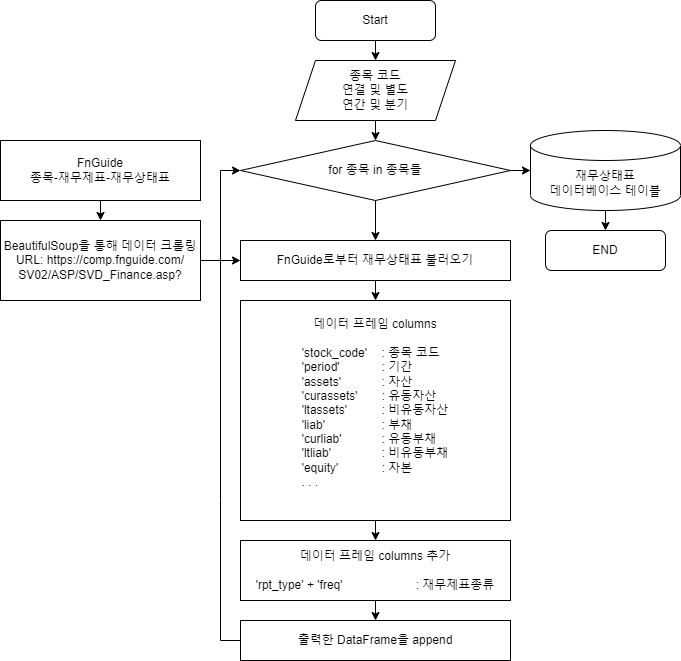 Start
종목 코드
연결 및 별도
연간 및 분기
FnGuide
종목-재무제표-재무상태표
for 종목 in 종목들
재무상태표
데이터베이스 테이블
BeautifulSoup을 통해 데이터 크롤링
URL: https://comp.fnguide.com/
SV02/ASP/SVD_Finance.asp?
FnGuide로부터 재무상태표 불러오기
END
데이터 프레임 columns
'stock_code' : 종목 코드
'period' : 기간
'assets' : 자산
'curassets' : 유동자산
'ltassets' : 비유동자산
'liab' : 부채
'curliab' : 유동부채
'ltliab' : 비유동부채
'equity' : 자본
. . .
데이터 프레임 columns 추가
'rpt_type' + 'freq' : 재무제표종류
출력한 DataFrame을 append